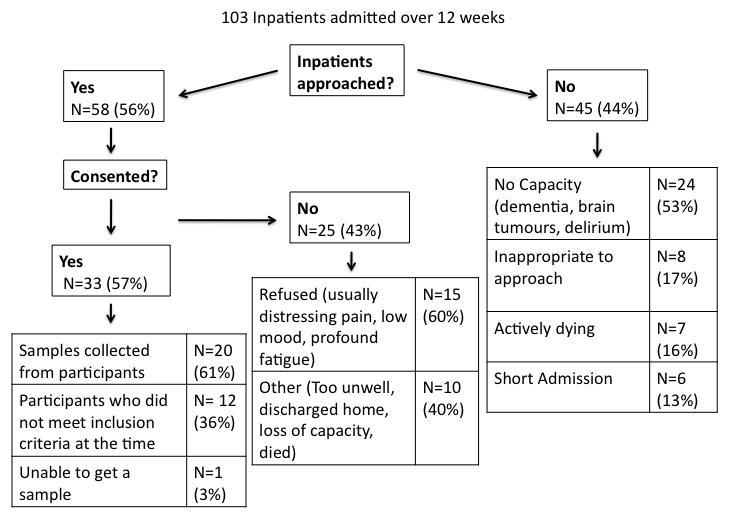 103 Inpatients admitted over 12 weeks
Inpatients
approached?
Yes
N=58 (56%)
No
N=45 (44%)
Consented?
No
N=25 (43%)
Yes
N=33 (57%)
No Capacity
(dementia, brain
tumours, delirium)
N=24
(53%)
Inappropriate to
approach
N=8
(17%)
Actively dying
N=7
(16%)
Short Admission
N=6
(13%)
Refused (usually
distressing pain, low
mood, profound
fatigue)
N=15
(60%)
Other (Too unwell,
discharged home,
loss of capacity,
died)
N=10
(40%)
Samples collected
from participants
N=20
(61%)
Participants who did
not meet inclusion
criteria at the time
N= 12
(36%)
Unable to get a
sample
N=1
(3%)